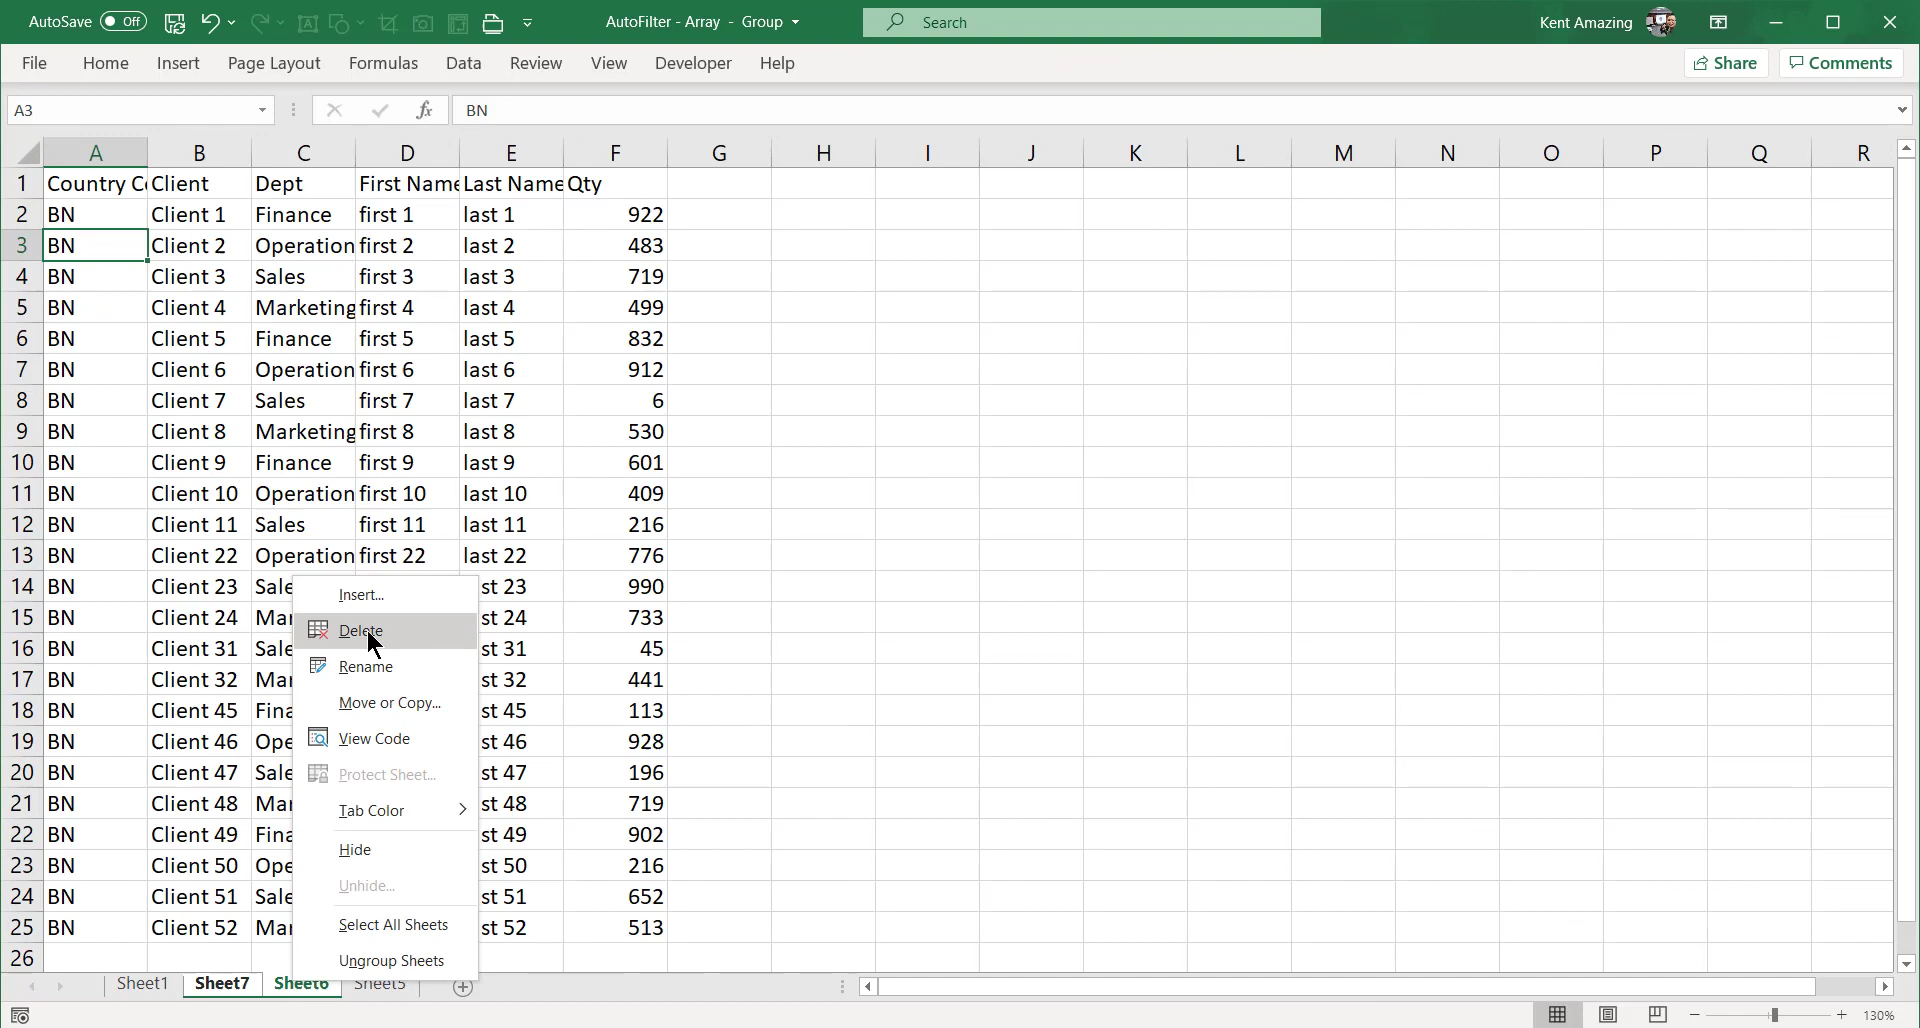 AutoSave Off AutoFilter - Array - Group Search Kent Amazing
File Home Insert Page Layout Formulas Data Review View Developer Help Share Comments
A3 fx BN
A B C D E F G H I J K L M N O P Q R
1 Country Co Client Dept First Name Last Name Qty
2 BN Client 1 Finance first 1 last 1 922
3 BN Client 2 Operation first 2 last 2 483
4 BN Client 3 Sales first 3 last 3 719
5 BN Client 4 Marketing first 4 last 4 499
6 BN Client 5 Finance first 5 last 5 832
7 BN Client 6 Operation first 6 last 6 912
8 BN Client 7 Sales first 7 last 7 6
9 BN Client 8 Marketing first 8 last 8 530
10 BN Client 9 Finance first 9 last 9 601
11 BN Client 10 Operation first 10 last 10 409
12 BN Client 11 Sales first 11 last 11 216
13 BN Client 22 Operation first 22 last 22 776
14 BN Client 23 Sale st 23 990
15 BN Client 24 Mar st 24 733
16 BN Client 31 Sale st 31 45
17 BN Client 32 Mar st 32 441
18 BN Client 45 Fina st 45 113
19 BN Client 46 Ope st 46 928
20 BN Client 47 Sale st 47 196
21 BN Client 48 Mar st 48 719
22 BN Client 49 Fina st 49 902
23 BN Client 50 Ope st 50 216
24 BN Client 51 Sale st 51 652
25 BN Client 52 Mar st 52 513
26
Insert...
Delete
Rename
Move or Copy...
View Code
Protect Sheet...
Tab Color
Hide
Unhide...
Select All Sheets
Ungroup Sheets
Sheet1 Sheet7 Sheet6 Sheet5
130%